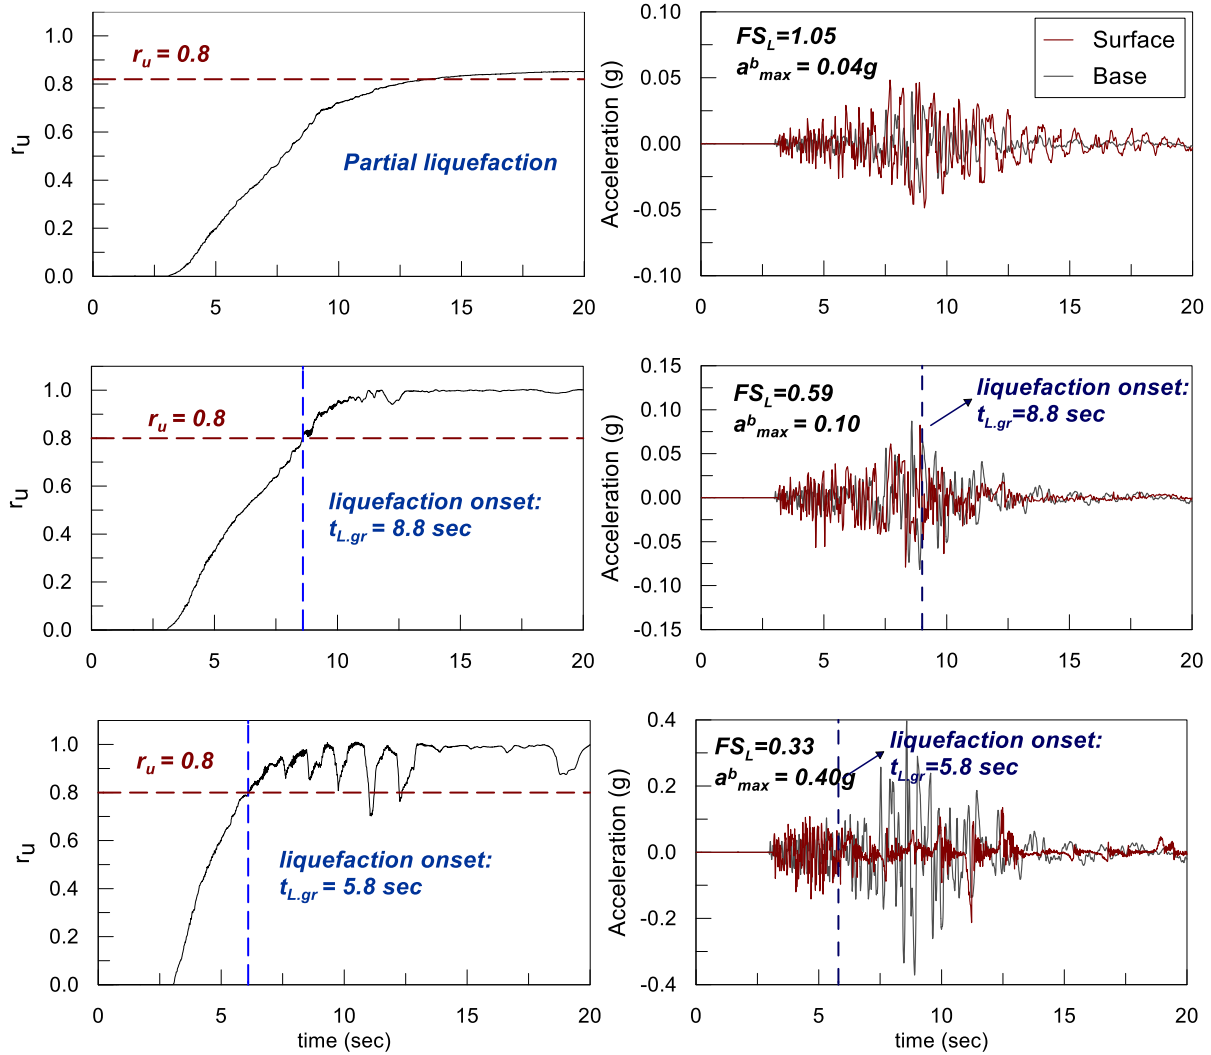 1.0
0.8
0.6
0.4
0.2
0.0
r_u
r_u = 0.8
Partial liquefaction
0 5 10 15 20
0.10
0.05
0.00
-0.05
-0.10
Acceleration (g)
FS_L=1.05
a^b_max = 0.04g
Surface
Base
0 5 10 15 20
1.0
0.8
0.6
0.4
0.2
0.0
r_u
r_u = 0.8
liquefaction onset:
t_L.gr = 8.8 sec
0 5 10 15 20
0.15
0.10
0.05
0.00
-0.05
-0.10
-0.15
Acceleration (g)
FS_L=0.59
a^b_max = 0.10
liquefaction onset:
t_L.gr=8.8 sec
0 5 10 15 20
1.0
0.8
0.6
0.4
0.2
0.0
r_u
r_u = 0.8
liquefaction onset:
t_L.gr = 5.8 sec
0 5 10 15 20
time (sec)
0.4
0.2
0.0
-0.2
-0.4
Acceleration (g)
FS_L=0.33
a^b_max = 0.40g
liquefaction onset:
t_L.gr=5.8 sec
0 5 10 15 20
time (sec)